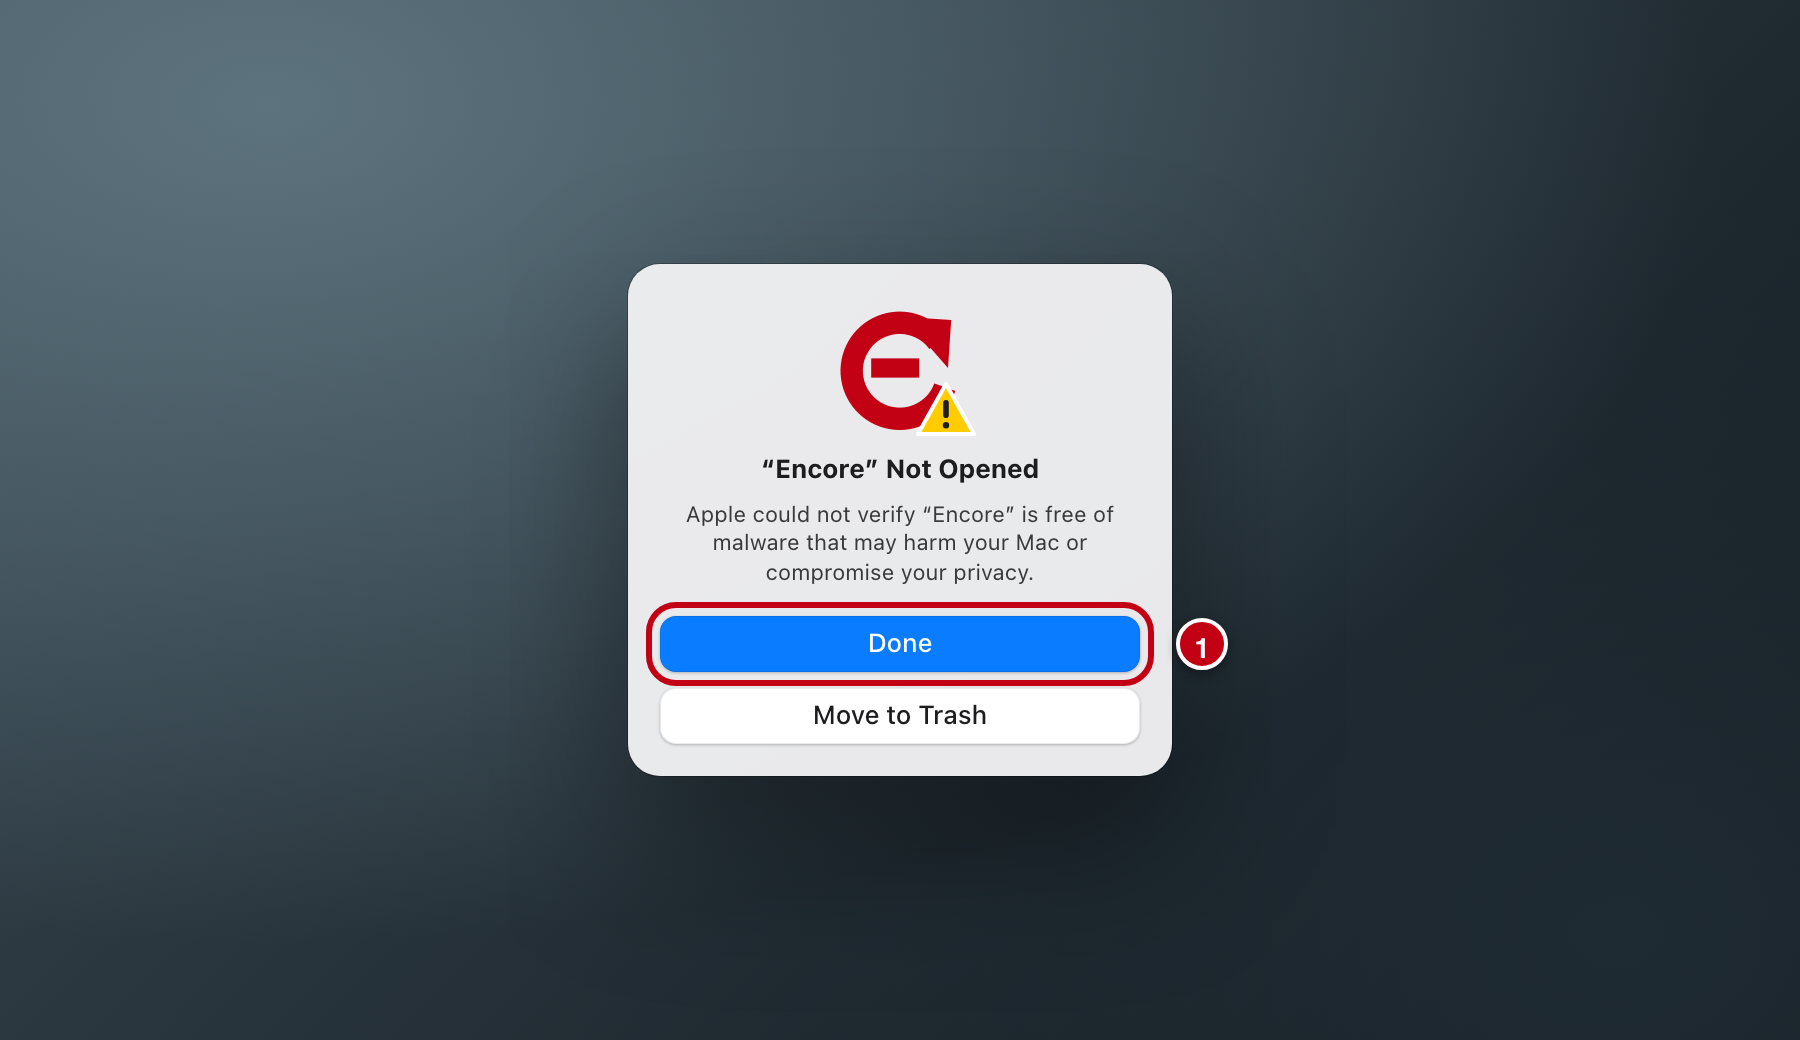 “Encore” Not Opened
Apple could not verify “Encore” is free of
malware that may harm your Mac or
compromise your privacy.
Done
1
Move to Trash